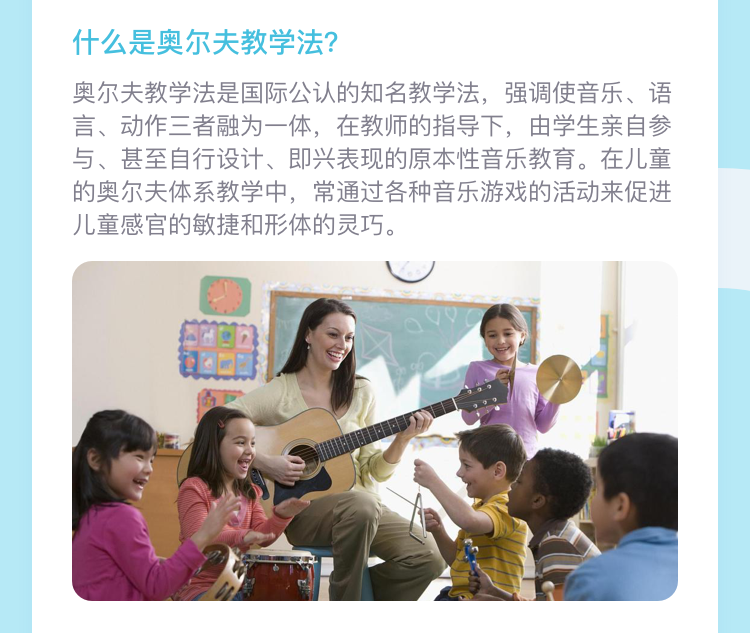 什么是奥尔夫教学法?
奥尔夫教学法是国际公认的知名教学法，强调使音乐、语
言、动作三者融为一体，在教师的指导下，由学生亲自参
与、甚至自行设计、即兴表现的原本性音乐教育。在儿童
的奥尔夫体系教学中，常通过各种音乐游戏的活动来促进
儿童感官的敏捷和形体的灵巧。